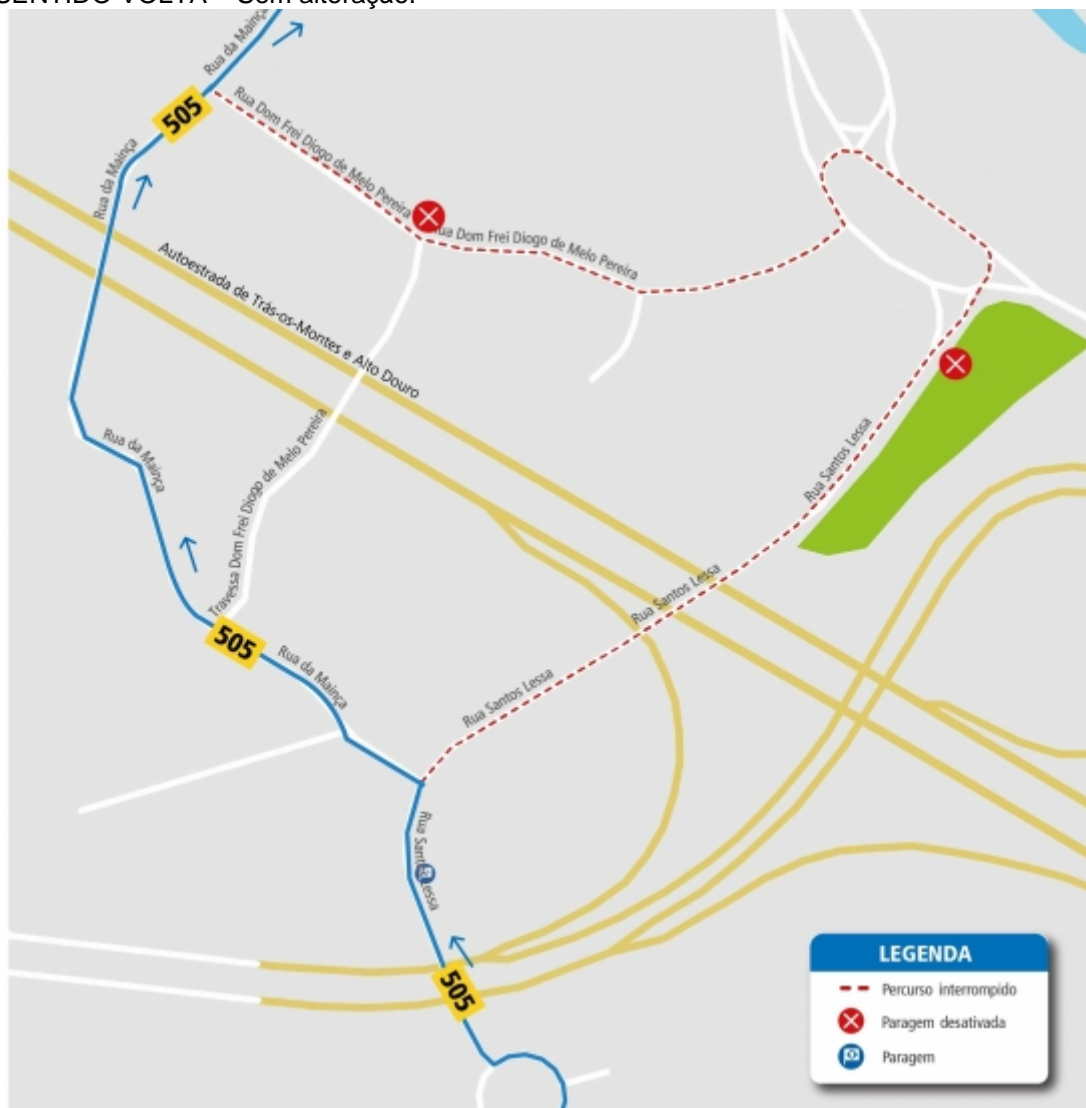 SENTIDO VOLTA – Sem alteração.
Rua da Mainça
505
Rua Dom Frei Diogo de Melo Pereira
Rua da Mainça
Rua Dom Frei Diogo de Melo Pereira
Autoestrada de Trás-os-Montes e Alto Douro
Rua da Mainça
Travessa Dom Frei Diogo de Melo Pereira
Rua Santos Lessa
Rua Santos Lessa
505
Rua da Mainça
Rua Santos Lessa
Rua Santos Lessa
505
LEGENDA
Percurso interrompido
Paragem desativada
Paragem